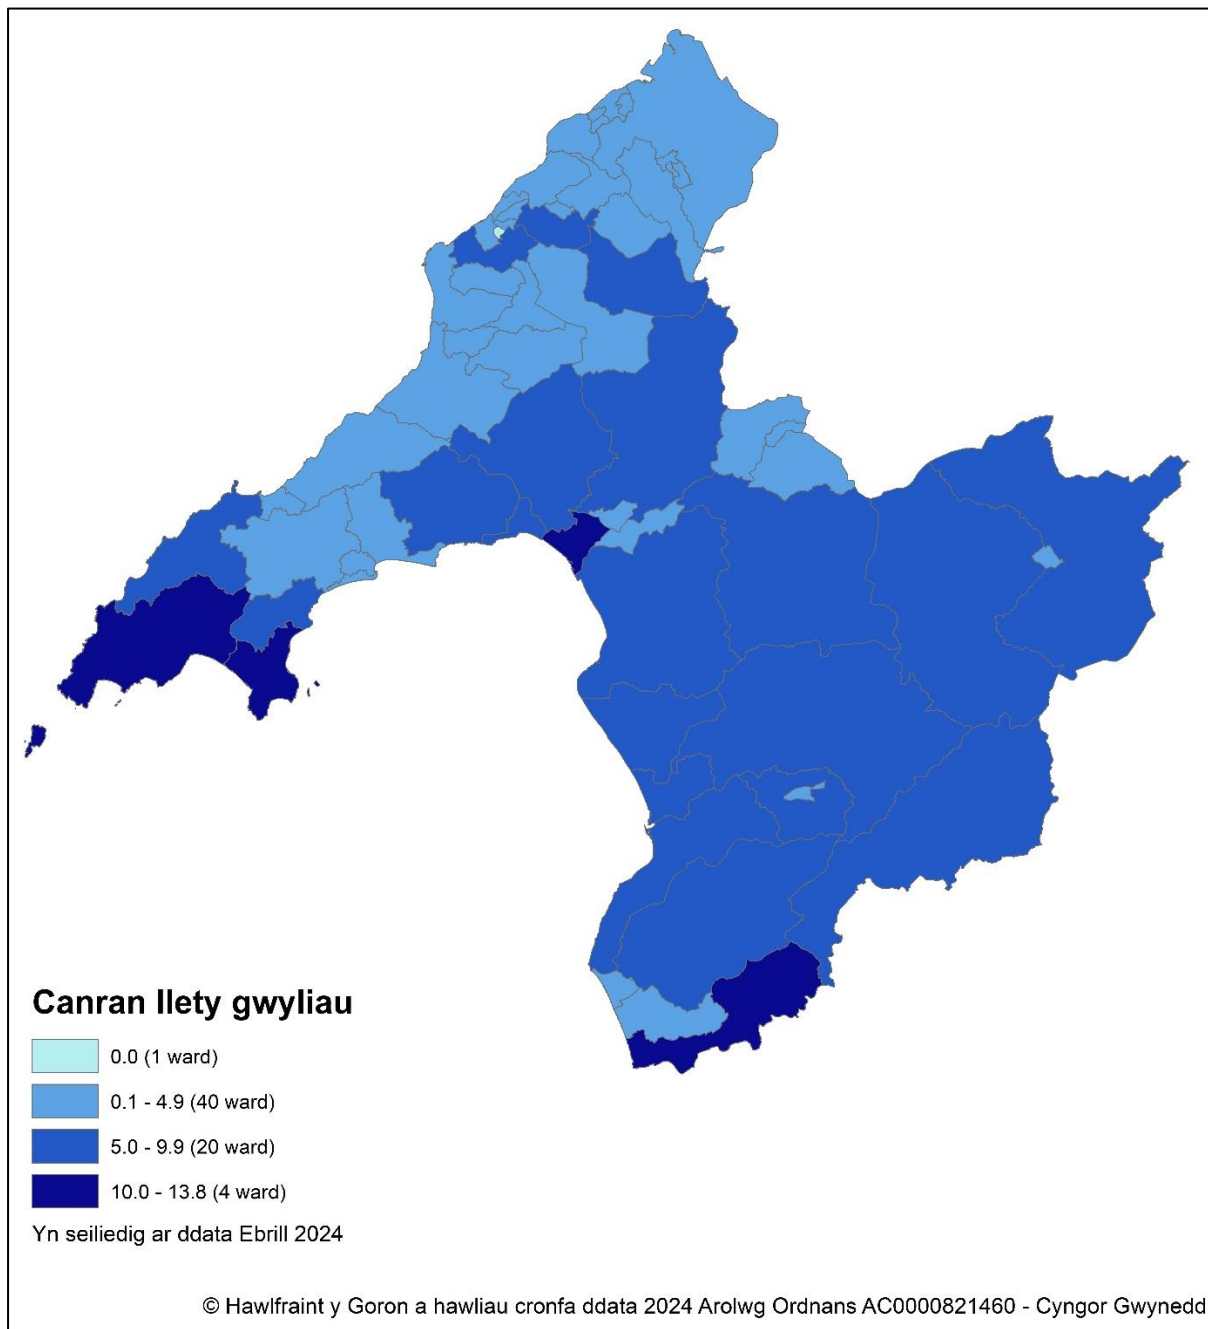 Canran llety gwyliau
0.0 (1 ward)
0.1 - 4.9 (40 ward)
5.0 - 9.9 (20 ward)
10.0 - 13.8 (4 ward)
Yn seiliedig ar ddata Ebrill 2024
© Hawlfraint y Goron a hawliau cronfa ddata 2024 Arolwg Ordnans AC0000821460 - Cyngor Gwynedd